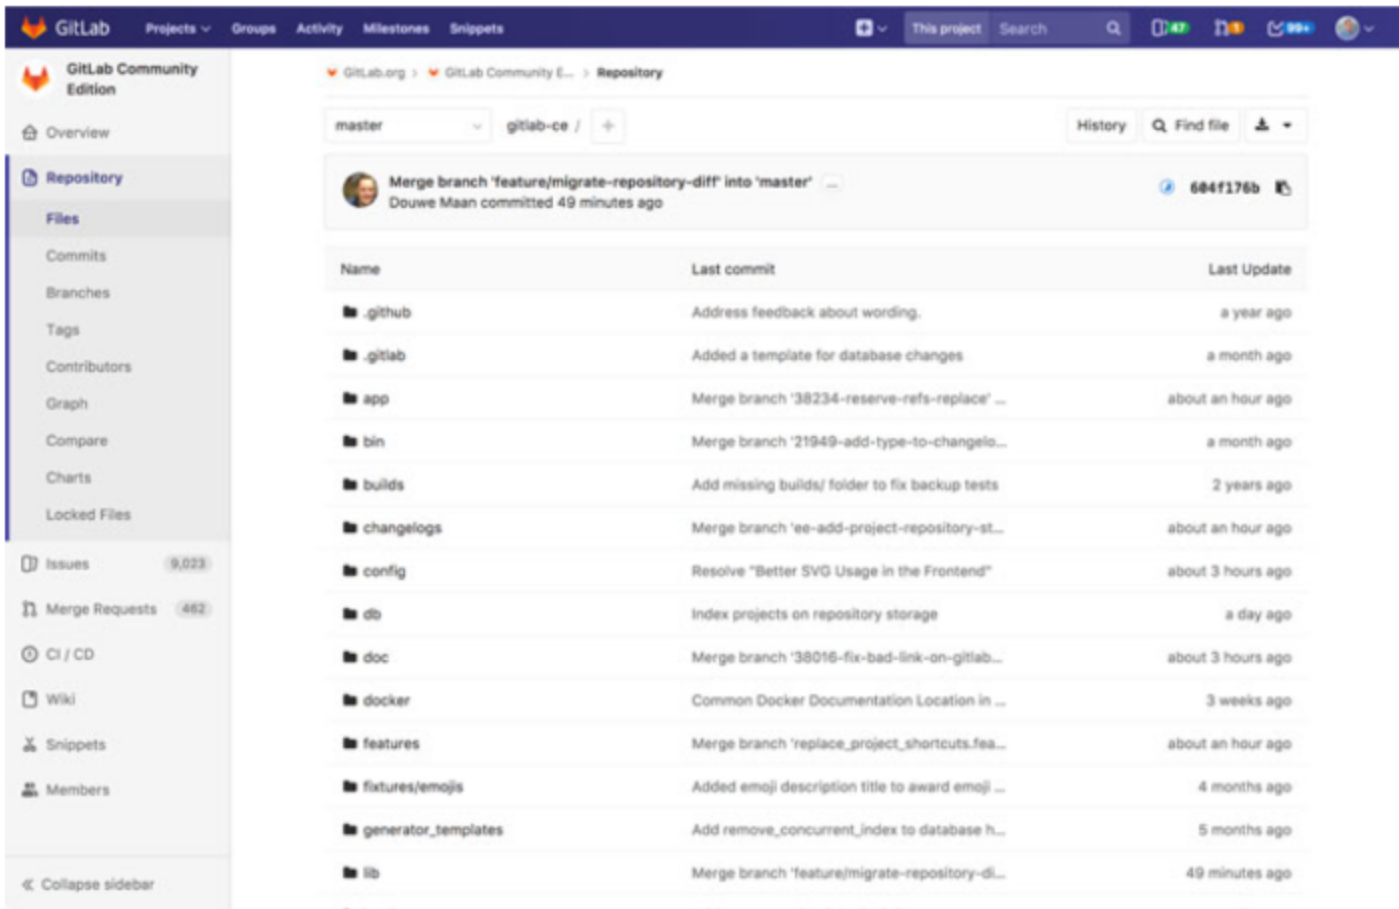 GitLab Projects Groups Activity Milestones Snippets This project Search 47 1 99+
GitLab Community
Edition
Overview
Repository
Files
Commits
Branches
Tags
Contributors
Graph
Compare
Charts
Locked Files
Issues 9,023
Merge Requests 462
CI / CD
Wiki
Snippets
Members
« Collapse sidebar
GitLab.org > GitLab Community E... > Repository
master gitlab-ce / + History Find file
Merge branch 'feature/migrate-repository-diff' into 'master' ...
Douwe Maan committed 49 minutes ago
604f176b
Name Last commit Last Update
.github Address feedback about wording. a year ago
.gitlab Added a template for database changes a month ago
app Merge branch '38234-reserve-refs-replace' ... about an hour ago
bin Merge branch '21949-add-type-to-changelo... a month ago
builds Add missing builds/ folder to fix backup tests 2 years ago
changelogs Merge branch 'ee-add-project-repository-st... about an hour ago
config Resolve "Better SVG Usage in the Frontend" about 3 hours ago
db Index projects on repository storage a day ago
doc Merge branch '38016-fix-bad-link-on-gitlab... about 3 hours ago
docker Common Docker Documentation Location in ... 3 weeks ago
features Merge branch 'replace_project_shortcuts.fea... about an hour ago
fixtures/emojis Added emoji description title to award emoji ... 4 months ago
generator_templates Add remove_concurrent_index to database h... 5 months ago
lib Merge branch 'feature/migrate-repository-di... 49 minutes ago